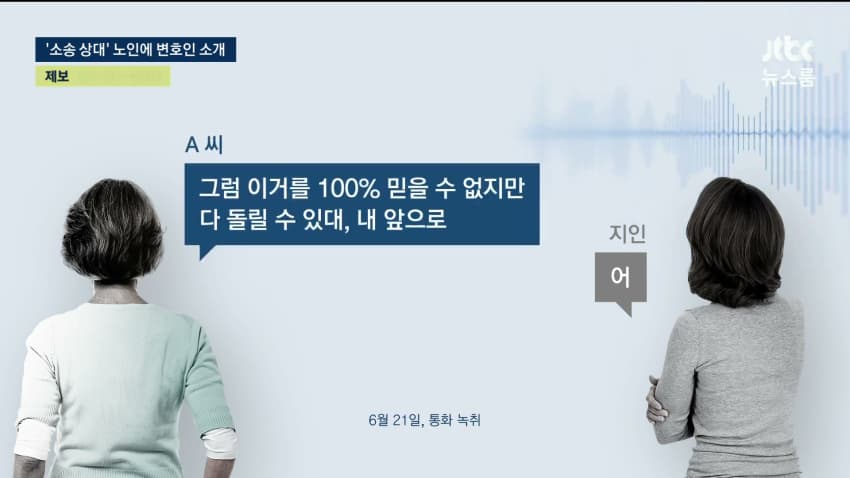 '소송 상대' 노인에 변호인 소개
제보
jtbc
뉴스룸
A 씨
그럼 이거를 100% 믿을 수 없지만
다 돌릴 수 있대, 내 앞으로
지인
어
6월 21일, 통화 녹취